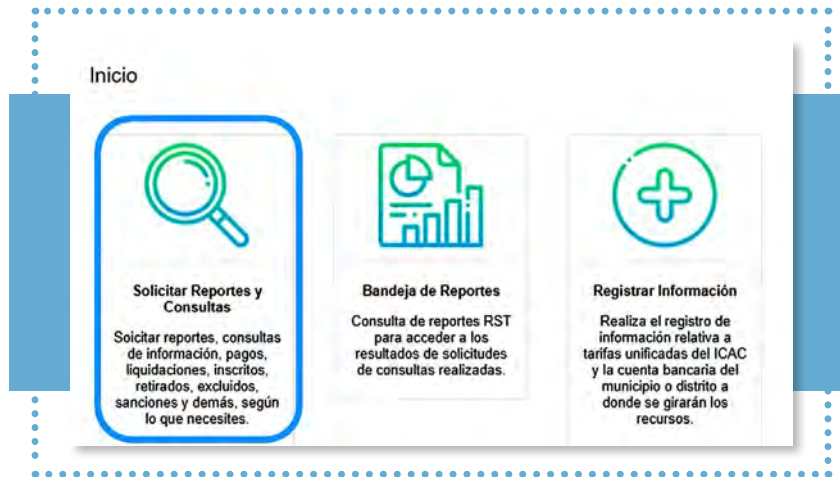 Inicio
Solicitar Reportes y
Consultas
Soicitar reportes, consultas
de información, pagos,
liquidaciones, inscritos,
retirados, excluidos,
sanciones y demás, según
lo que necesites.
Bandeja de Reportes
Consulta de reportes RST
para acceder a los
resultados de solicitudes
de consultas realizadas.
Registrar Información
Realiza el registro de
información relativa a
tarifas unificadas del ICAC
y la cuenta bancaria del
municipio o distrito a
donde se girarán los
recursos.